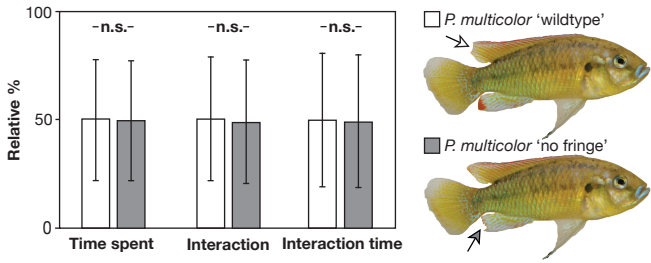 100
50
0
Relative %
-n.s.-
-n.s.-
-n.s.-
Time spent
Interaction
Interaction time
P. multicolor ‘wildtype’
P. multicolor ‘no fringe’